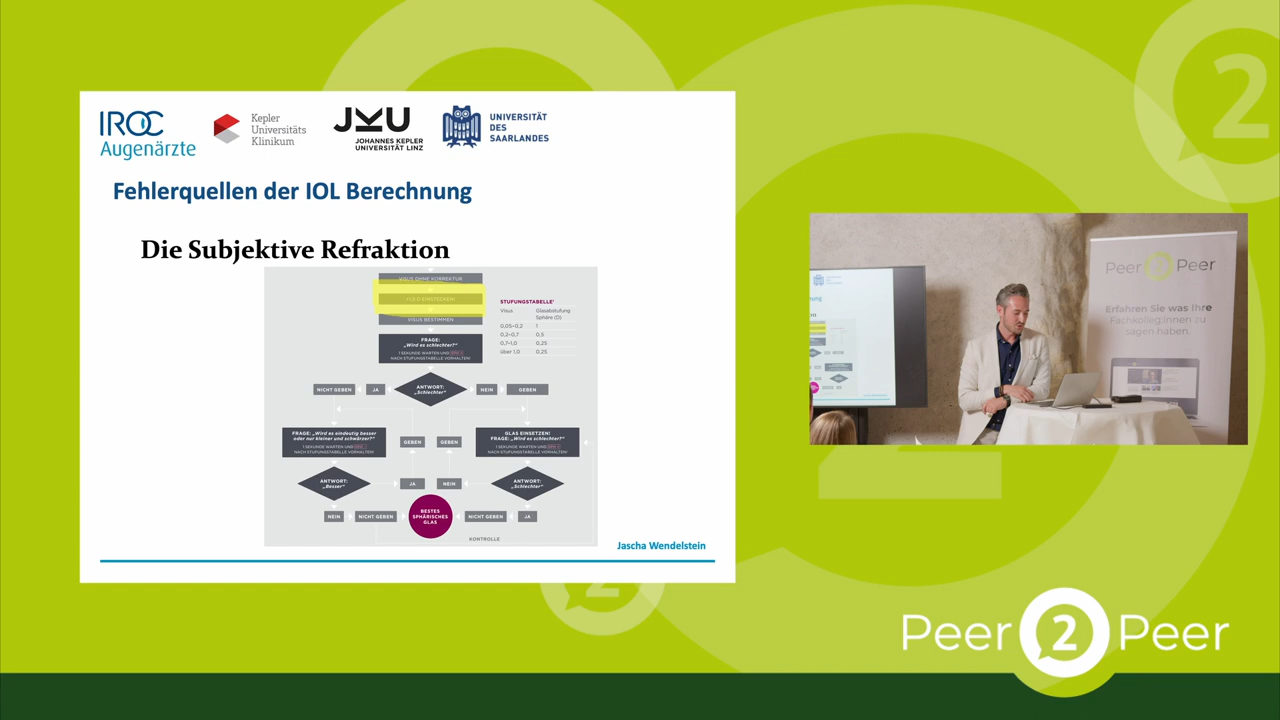 IROC
Augenärzte
Kepler
Universitäts
Klinikum
JKU
JOHANNES KEPLER
UNIVERSITÄT LINZ
UNIVERSITÄT
DES
SAARLANDES
Fehlerquellen der IOL Berechnung
Die Subjektive Refraktion
VISUS OHNE KORREKTUR
EINSTECKEN
VISUS BESTIMMEN
FRAGE:
„Wird es schlechter?“
1 SEKUNDE WARTEN UND
NACH STUFUNGSTABELLE VORHALTEN!
STUFUNGSTABELLE¹
Visus Glasabstufung
Sphäre (D)
0,05–0,2 1
0,2–0,7 0,5
0,7–1,0 0,25
über 1,0 0,25
NICHT GEBEN
JA
ANTWORT:
„Schlechter“
NEIN
GEBEN
FRAGE: „Wird es eindeutig besser
oder nur kleiner und schwärzer?“
1 SEKUNDE WARTEN UND
NACH STUFUNGSTABELLE VORHALTEN!
GEBEN
GEBEN
GLAS EINSETZEN!
FRAGE: „Wird es schlechter?“
1 SEKUNDE WARTEN UND
NACH STUFUNGSTABELLE VORHALTEN!
ANTWORT:
„Besser“
JA
NEIN
ANTWORT:
„Schlechter“
NEIN
NICHT GEBEN
BESTES
SPHÄRISCHES
GLAS
NICHT GEBEN
JA
KONTROLLE
Jascha Wendelstein
Peer 2 Peer
Erfahren Sie was Ihre
Fachkolleg:innen zu
sagen haben.
2
Peer 2 Peer